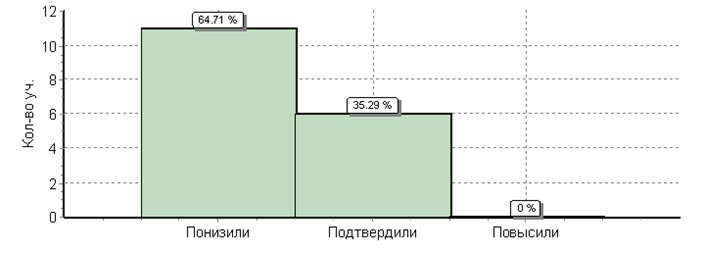 Кол-во уч.
12
10
8
6
4
2
0
64.71 %
35.29 %
0 %
Понизили
Подтвердили
Повысили